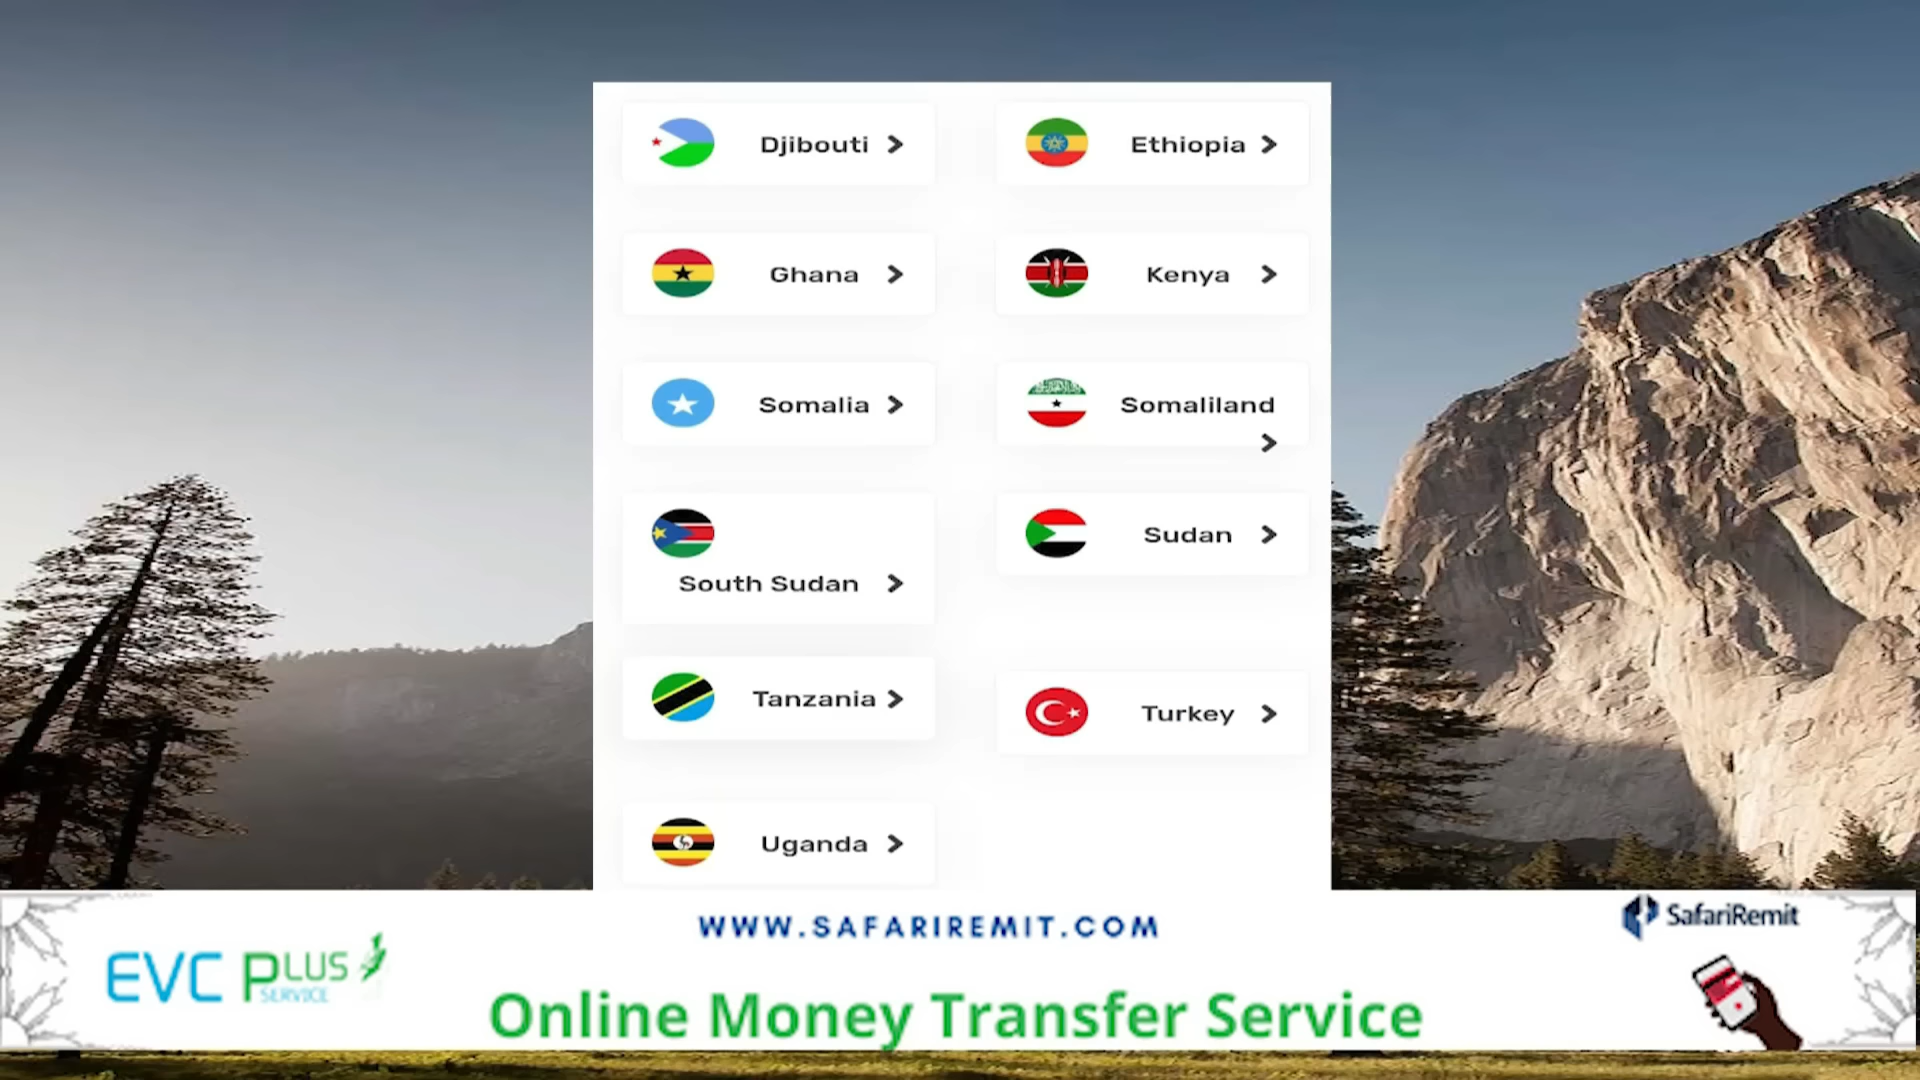 Djibouti
Ethiopia
Ghana
Kenya
Somalia
Somaliland
South Sudan
Sudan
Tanzania
Turkey
Uganda
WWW.SAFARIREMIT.COM
SafariRemit
EVC PLUS
SERVICE
Online Money Transfer Service